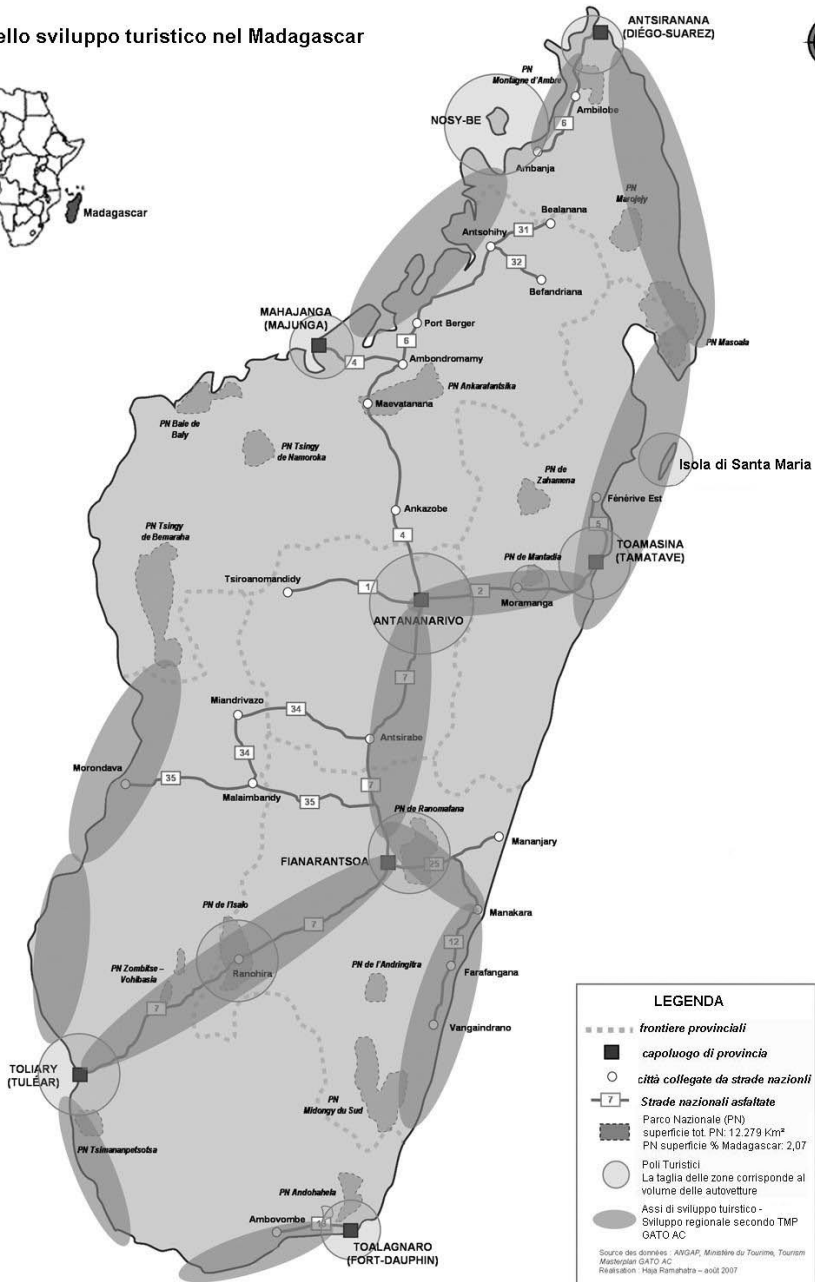 ello sviluppo turistico nel Madagascar
ANTSIRANANA
(DIÉGO-SUAREZ)
PN
Montagne d'Ambre
NOSY-BE
Ambilobe
6
Ambanja
Madagascar
PN
Marojejy
Bealanana
Antsohihy
31
32
Befandriana
MAHAJANGA
(MAJUNGA)
Port Berger
6
4
Ambondromamy
PN Masoala
PN Ankarafantsika
Maevatanana
PN Baie de
Baly
PN Tsingy
de Namoroka
Isola di Santa Maria
PN de
Zahamena
Fénérive Est
Ankazobe
5
PN Tsingy
de Bemaraha
4
TOAMASINA
(TAMATAVE)
PN de Mantadia
Tsiroanomandidy
1
2
Moramanga
ANTANANARIVO
7
Miandrivazo
34
Antsirabe
34
Morondava
35
7
Malaimbandy
35
PN de Ranomafana
Mananjary
FIANARANTSOA
25
PN de l'Isalo
Manakara
7
12
PN Zombitse –
Vohibasia
Ranohira
PN de l'Andringitra
Farafangana
7
Vangaindrano
TOLIARY
(TULÉAR)
PN
Midongy du Sud
PN Tsimananpetsotsa
PN Andohahela
Ambovombe
13
TOALAGNARO
(FORT-DAUPHIN)
LEGENDA
frontiere provinciali
capoluogo di provincia
città collegate da strade nazionli
7
Strade nazionali asfaltate
Parco Nazionale (PN)
superficie tot. PN: 12.279 Km²
PN superficie % Madagascar: 2,07
Poli Turistici
La taglia delle zone corrisponde al
volume delle autovetture
Assi di sviluppo tuirstico -
Sviluppo regionale secondo TMP
GATO AC
Source des données : ANGAP, Ministère du Tourime, Tourism
Masterplan GATO AC
Réalisation : Haja Ramahatra – août 2007